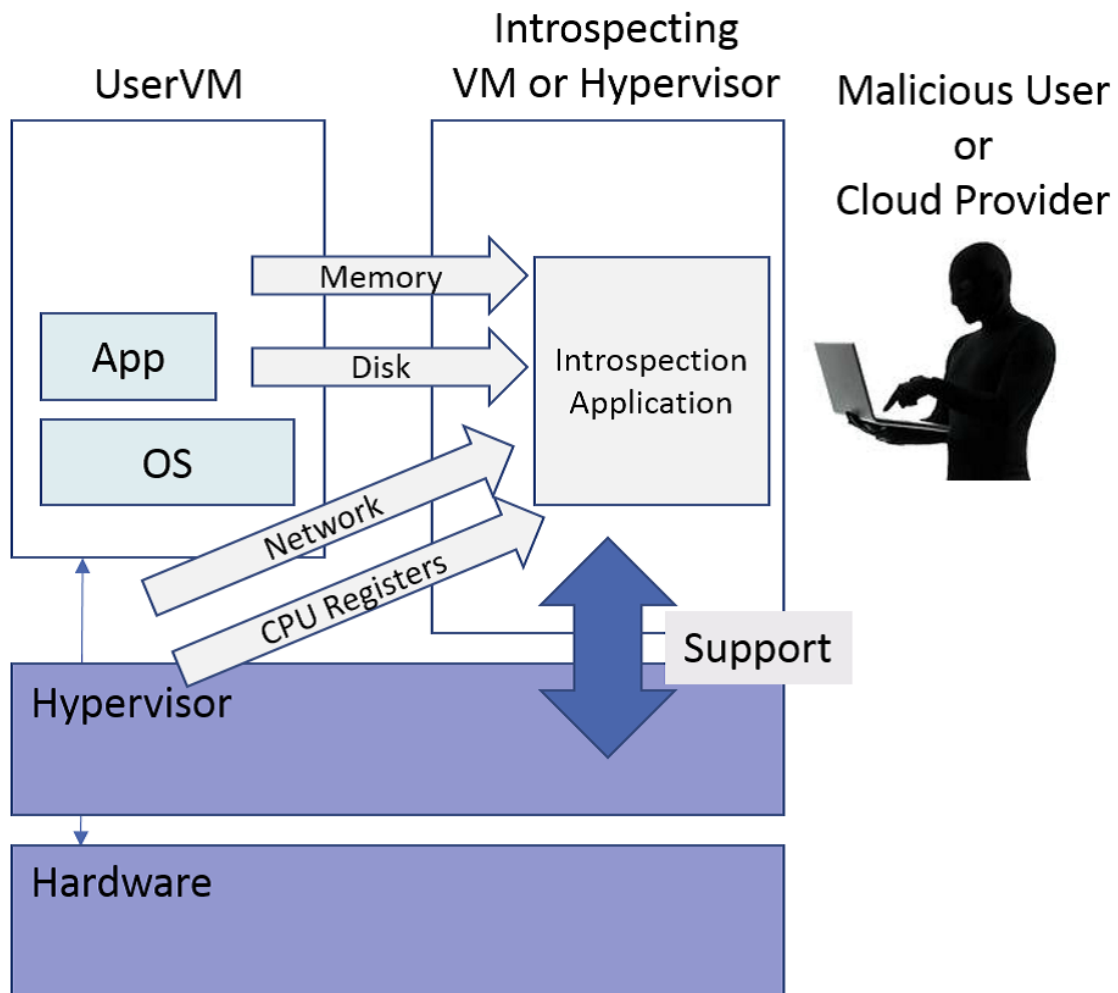 UserVM
Introspecting
VM or Hypervisor
Malicious User
or
Cloud Provider
Memory
Disk
App
OS
Introspection
Application
Network
CPU Registers
Support
Hypervisor
Hardware